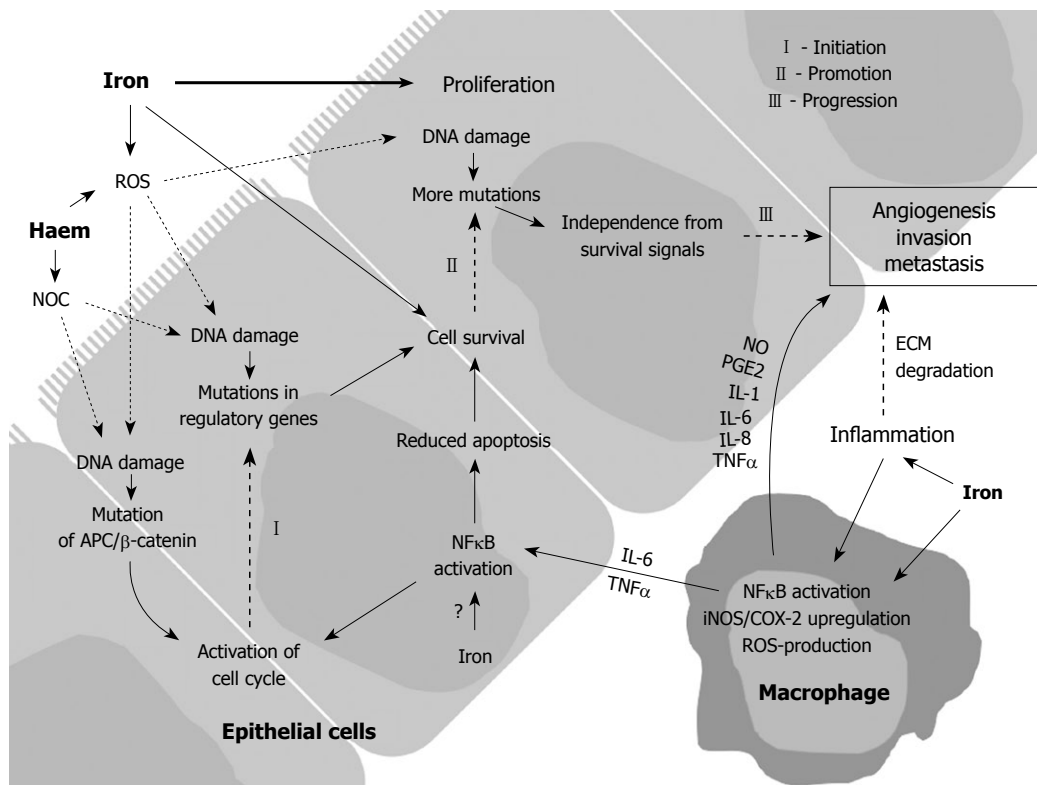 Ⅰ - Initiation
Ⅱ - Promotion
Ⅲ - Progression
Iron
Proliferation
DNA damage
ROS
More mutations
Haem
Independence from
survival signals
Ⅲ
Angiogenesis
invasion
metastasis
Ⅱ
NOC
DNA damage
Cell survival
NO
PGE2
IL-1
IL-6
IL-8
TNFα
ECM
degradation
Mutations in
regulatory genes
Reduced apoptosis
Inflammation
DNA damage
Iron
Mutation
of APC/β-catenin
Ⅰ
NFκB
activation
IL-6
TNFα
NFκB activation
iNOS/COX-2 upregulation
ROS-production
?
Iron
Activation of
cell cycle
Macrophage
Epithelial cells